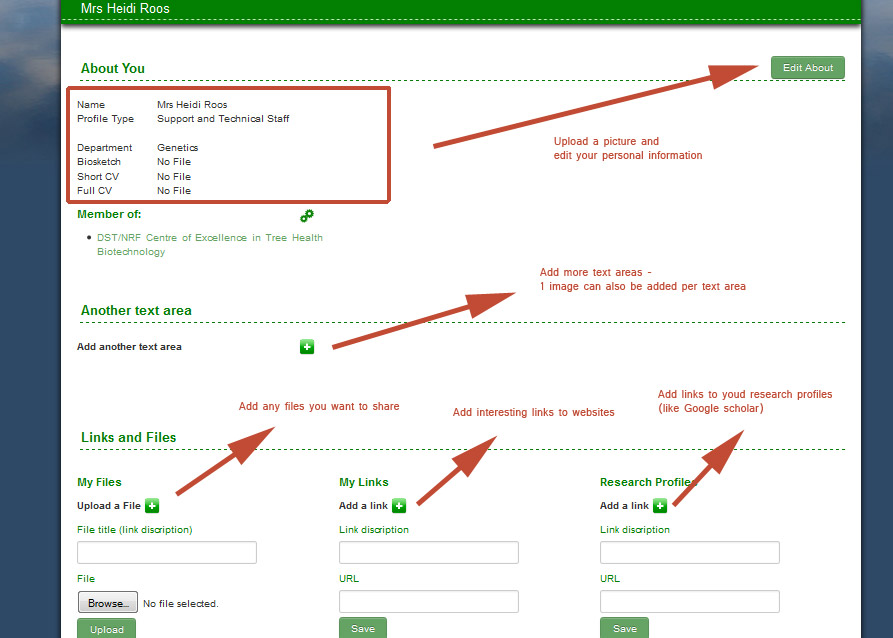 Mrs Heidi Roos
About You
Edit About
Name Mrs Heidi Roos
Profile Type Support and Technical Staff
Upload a picture and
edit your personal information
Department Genetics
Biosketch No File
Short CV No File
Full CV No File
Member of:
DST/NRF Centre of Excellence in Tree Health
Biotechnology
Add more text areas -
1 image can also be added per text area
Another text area
Add another text area
Add any files you want to share
Add interesting links to websites
Add links to youd research profiles
(like Google scholar)
Links and Files
My Files
Upload a File
File title (link discription)
File
Browse... No file selected.
Upload
My Links
Add a link
Link discription
URL
Save
Research Profiles
Add a link
Link discription
URL
Save